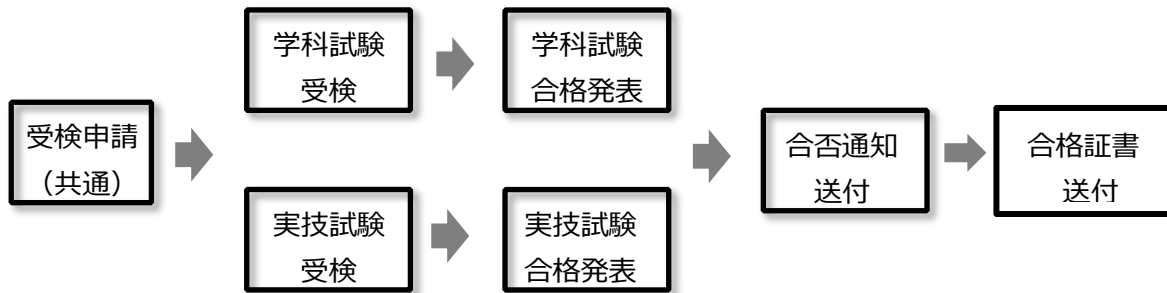 受検申請
（共通）
学科試験
受検
学科試験
合格発表
実技試験
受検
実技試験
合格発表
合否通知
送付
合格証書
送付